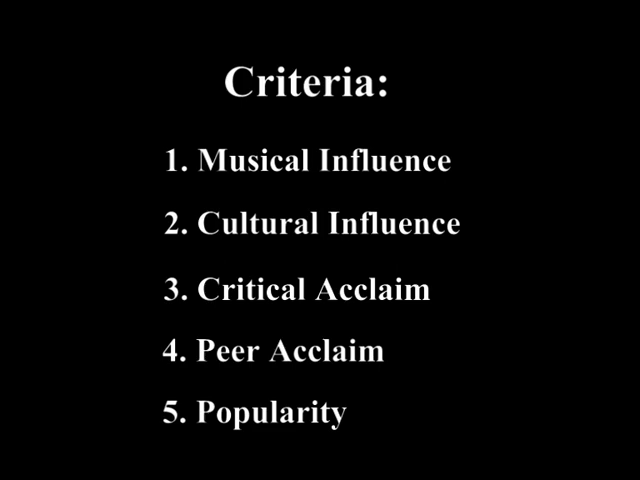 Criteria:
1. Musical Influence
2. Cultural Influence
3. Critical Acclaim
4. Peer Acclaim
5. Popularity